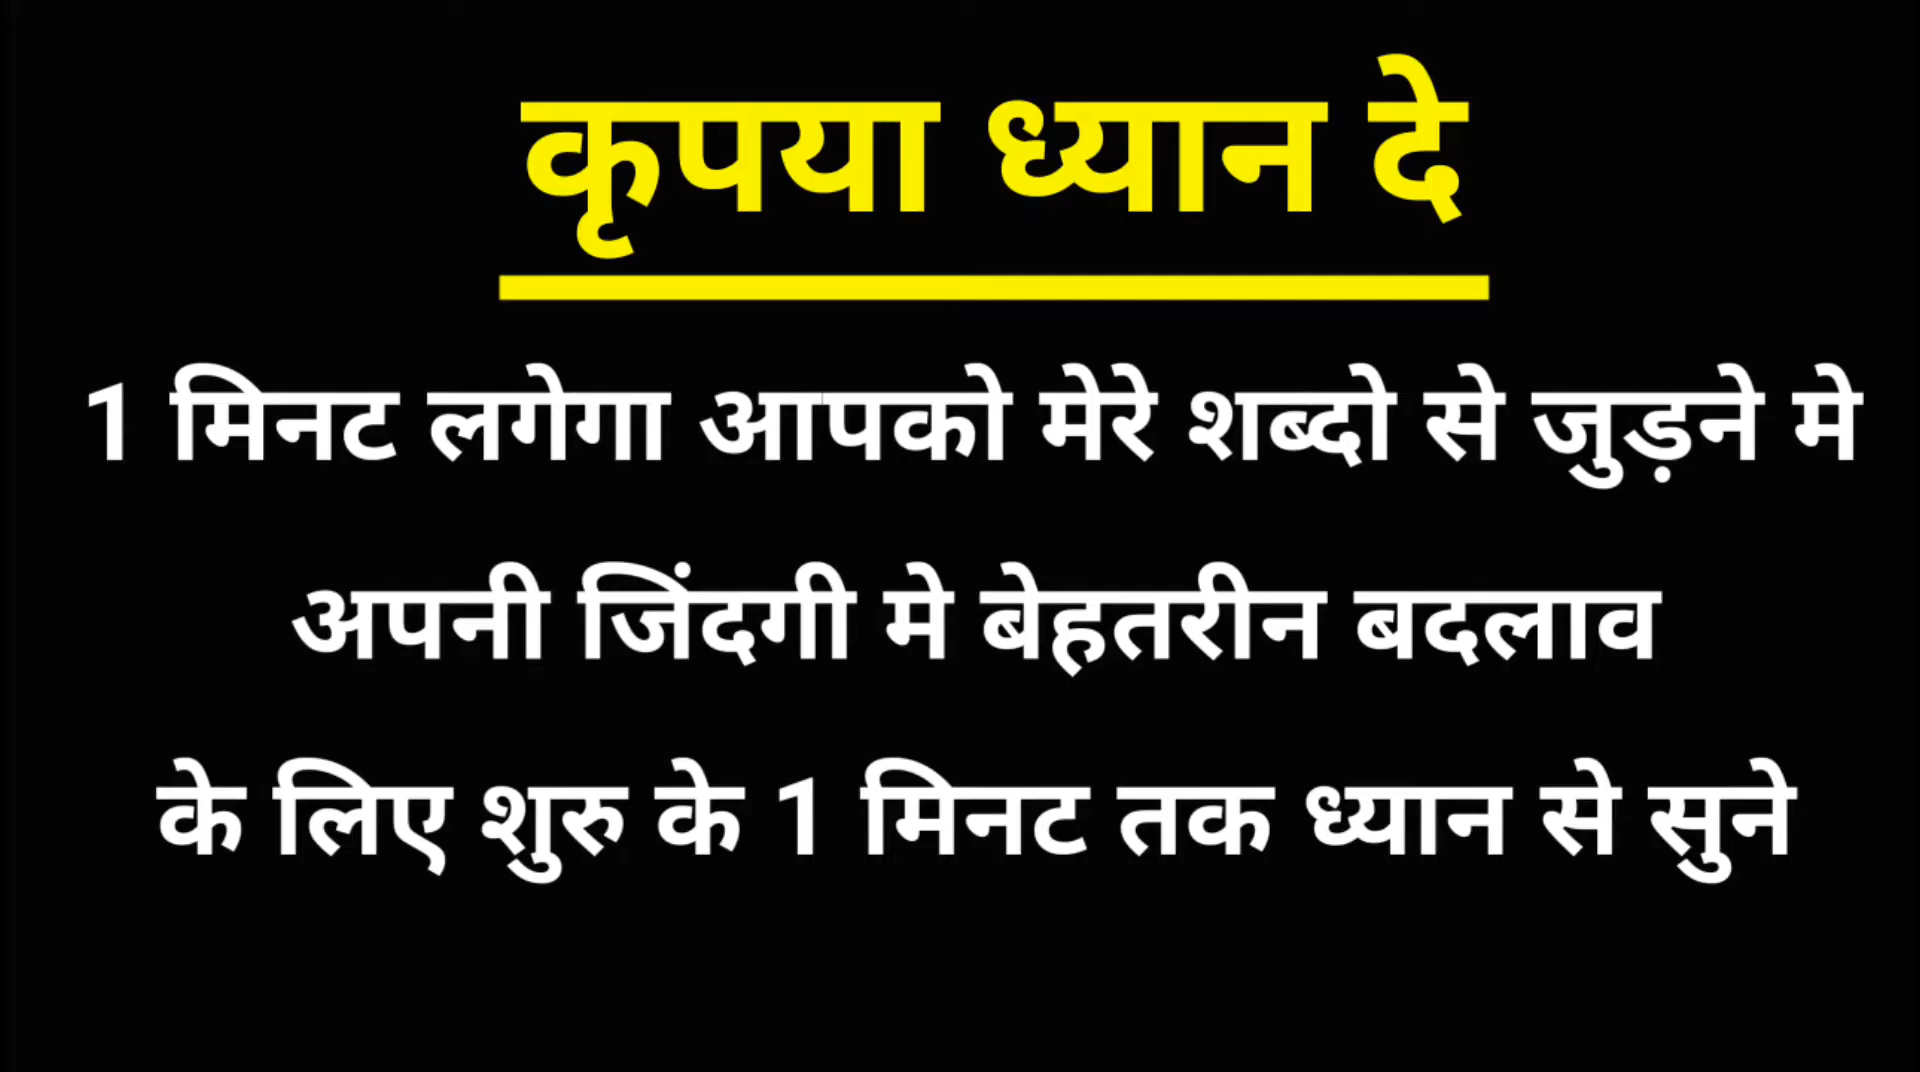 कृपया ध्यान दे
1 मिनट लगेगा आपको मेरे शब्दो से जुड़ने मे
अपनी जिंदगी मे बेहतरीन बदलाव
के लिए शुरु के 1 मिनट तक ध्यान से सुने